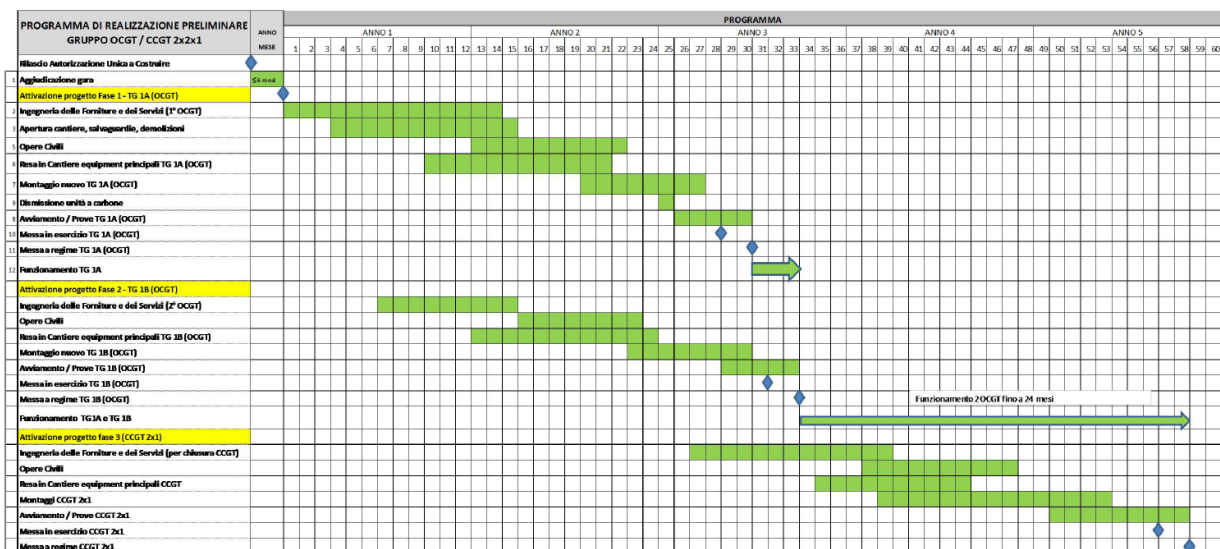 PROGRAMMA DI REALIZZAZIONE PRELIMINARE
GRUPPO OCGT / CCGT 2x2x1
PROGRAMMA
ANNO
ANNO 1 ANNO 2 ANNO 3 ANNO 4 ANNO 5
MESE
1 2 3 4 5 6 7 8 9 10 11 12 13 14 15 16 17 18 19 20 21 22 23 24 25 26 27 28 29 30 31 32 33 34 35 36 37 38 39 40 41 42 43 44 45 46 47 48 49 50 51 52 53 54 55 56 57 58 59 60
Rilascio Autorizzazione Unica a Costruire
1 Aggiudicazione gara ≤6 mesi
Attivazione progetto Fase 1 - TG 1A (OCGT)
2 Ingegneria delle Forniture e dei Servizi (1° OCGT)
3 Apertura cantiere, salvaguardie, demolizioni
5 Opere Civili
6 Resa in Cantiere equipment principali TG 1A (OCGT)
7 Montaggio nuovo TG 1A (OCGT)
9 Dismissione unità a carbone
8 Avviamento / Prove TG 1A (OCGT)
10 Messa in esercizio TG 1A (OCGT)
11 Messa a regime TG 1A (OCGT)
12 Funzionamento TG 1A
Attivazione progetto Fase 2 - TG 1B (OCGT)
Ingegneria delle Forniture e dei Servizi (2° OCGT)
Opere Civili
Resa in Cantiere equipment principali TG 1B (OCGT)
Montaggio nuovo TG 1B (OCGT)
Avviamento / Prove TG 1B (OCGT)
Messa in esercizio TG 1B (OCGT)
Messa a regime TG 1B (OCGT) Funzionamento 2 OCGT fino a 24 mesi
Funzionamento TG1A e TG 1B
Attivazione progetto fase 3 (CCGT 2x1)
Ingegneria delle Forniture e dei Servizi (per chiusura CCGT)
Opere Civili
Resa in Cantiere equipment principali CCGT
Montaggi CCGT 2x1
Avviamento / Prove CCGT 2x1
Messa in esercizio CCGT 2x1
Messa a regime CCGT 2x1